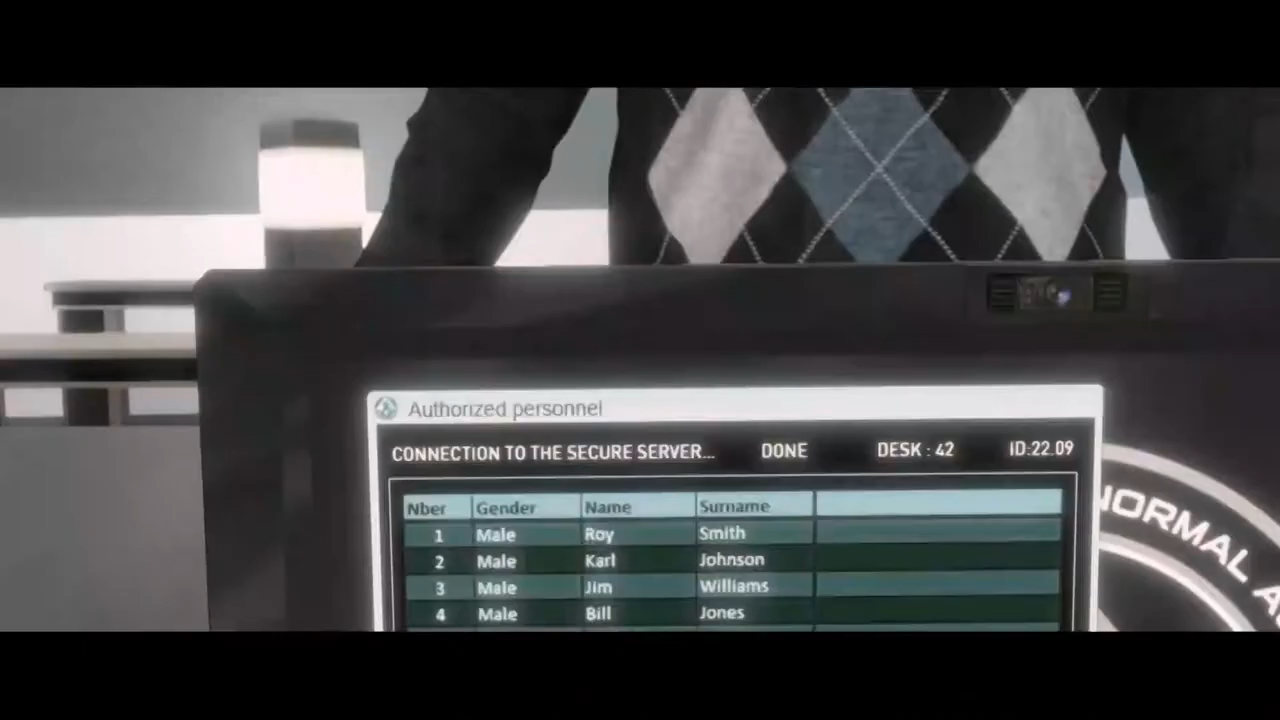 Authorized personnel
CONNECTION TO THE SECURE SERVER... DONE DESK : 42 ID:22.09
Nber Gender Name Surname
1 Male Roy Smith
2 Male Karl Johnson
3 Male Jim Williams
4 Male Bill Jones
NORMAL